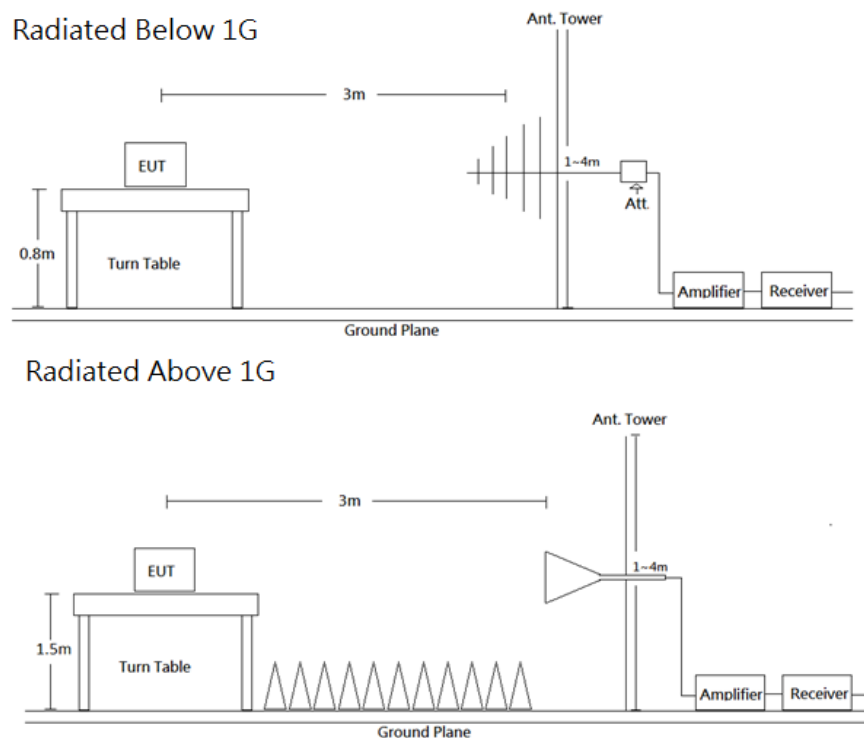 Radiated Below 1G
Ant. Tower
3m
1~4m
EUT
Att.
0.8m
Turn Table
Amplifier
Receiver
Ground Plane
Radiated Above 1G
Ant. Tower
3m
1~4m
EUT
1.5m
Turn Table
Amplifier
Receiver
Ground Plane